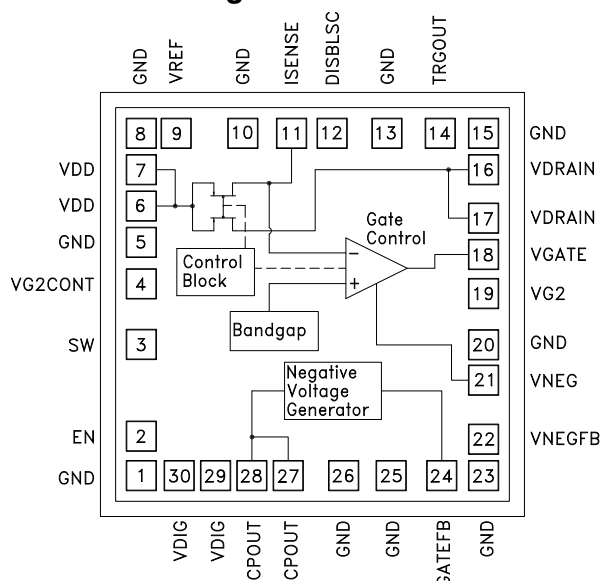 GND
VREF
GND
ISENSE
DISBLSC
GND
TRGOUT
8
9
10
11
12
13
14
15
GND
VDD
7
16
VDRAIN
VDD
6
17
VDRAIN
GND
5
Gate
Control
18
VGATE
VG2CONT
4
Control
Block
−
+
19
VG2
Bandgap
SW
3
20
GND
Negative
Voltage
Generator
21
VNEG
EN
2
22
VNEGFB
GND
1
30
29
28
27
26
25
24
23
VDIG
VDIG
CPOUT
CPOUT
GND
GND
GATEFB
GND